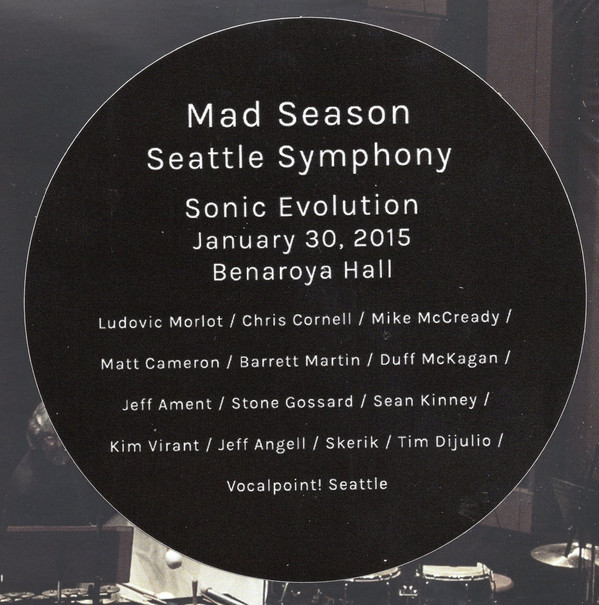 Mad Season
Seattle Symphony
Sonic Evolution
January 30, 2015
Benaroya Hall
Ludovic Morlot / Chris Cornell / Mike McCready /
Matt Cameron / Barrett Martin / Duff McKagan /
Jeff Ament / Stone Gossard / Sean Kinney /
Kim Virant / Jeff Angell / Skerik / Tim Dijulio /
Vocalpoint! Seattle